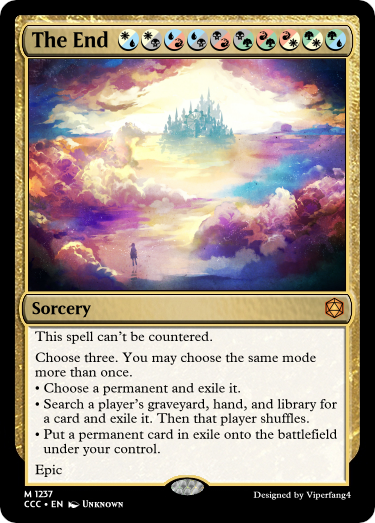 The End
Sorcery
This spell can't be countered.
Choose three. You may choose the same mode
more than once.
• Choose a permanent and exile it.
• Search a player's graveyard, hand, and library for
a card and exile it. Then that player shuffles.
• Put a permanent card in exile onto the battlefield
under your control.
Epic
M 1237
CCC • EN Unknown
Designed by Viperfang4